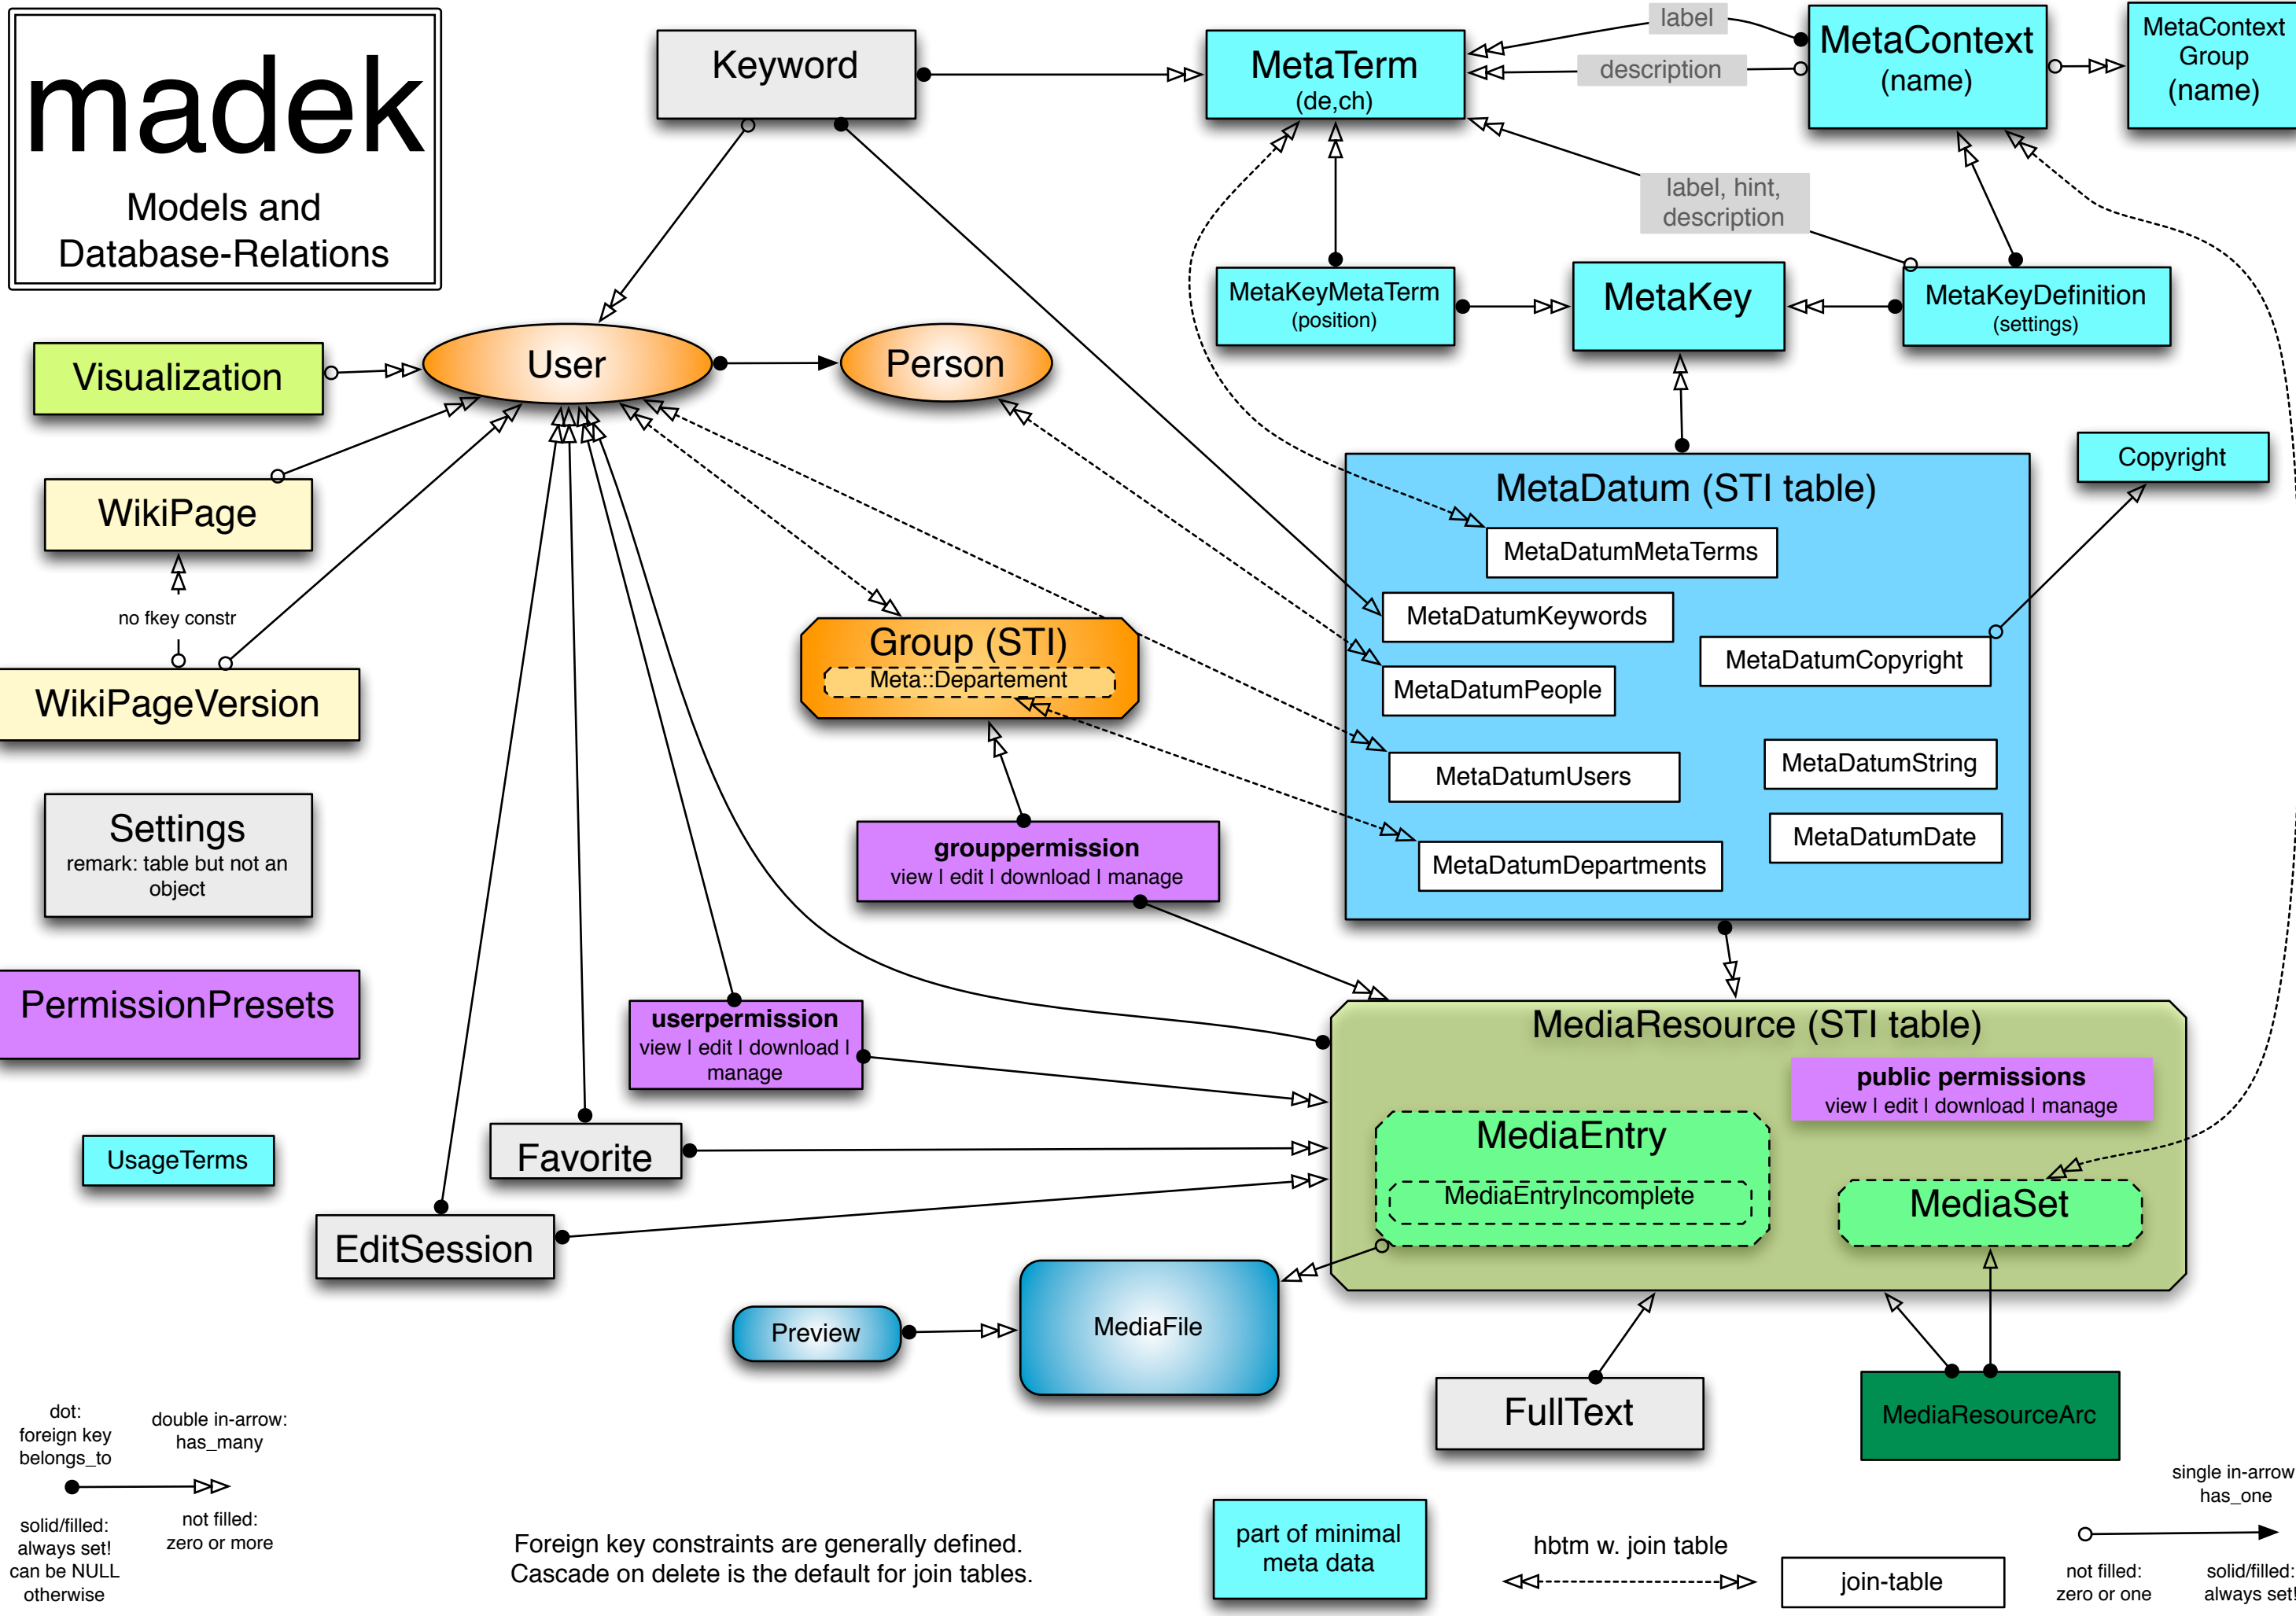 madek
Models and
Database-Relations
Keyword
MetaTerm
(de,ch)
label
description
MetaContext
(name)
MetaContext
Group
(name)
label, hint,
description
MetaKeyMetaTerm
(position)
MetaKey
MetaKeyDefinition
(settings)
Visualization
User
Person
WikiPage
no fkey constr
WikiPageVersion
Copyright
MetaDatum (STI table)
MetaDatumMetaTerms
MetaDatumKeywords
MetaDatumCopyright
MetaDatumPeople
MetaDatumUsers
MetaDatumString
MetaDatumDate
MetaDatumDepartments
Group (STI)
Meta::Departement
Settings
remark: table but not an
object
grouppermission
view | edit | download | manage
PermissionPresets
userpermission
view | edit | download |
manage
MediaResource (STI table)
public permissions
view | edit | download | manage
MediaEntry
MediaEntryIncomplete
MediaSet
UsageTerms
Favorite
EditSession
Preview
MediaFile
FullText
MediaResourceArc
dot:
foreign key
belongs_to
double in-arrow:
has_many
solid/filled:
always set!
can be NULL
otherwise
not filled:
zero or more
Foreign key constraints are generally defined.
Cascade on delete is the default for join tables.
part of minimal
meta data
hbtm w. join table
join-table
single in-arrow
has_one
not filled:
zero or one
solid/filled:
always set!